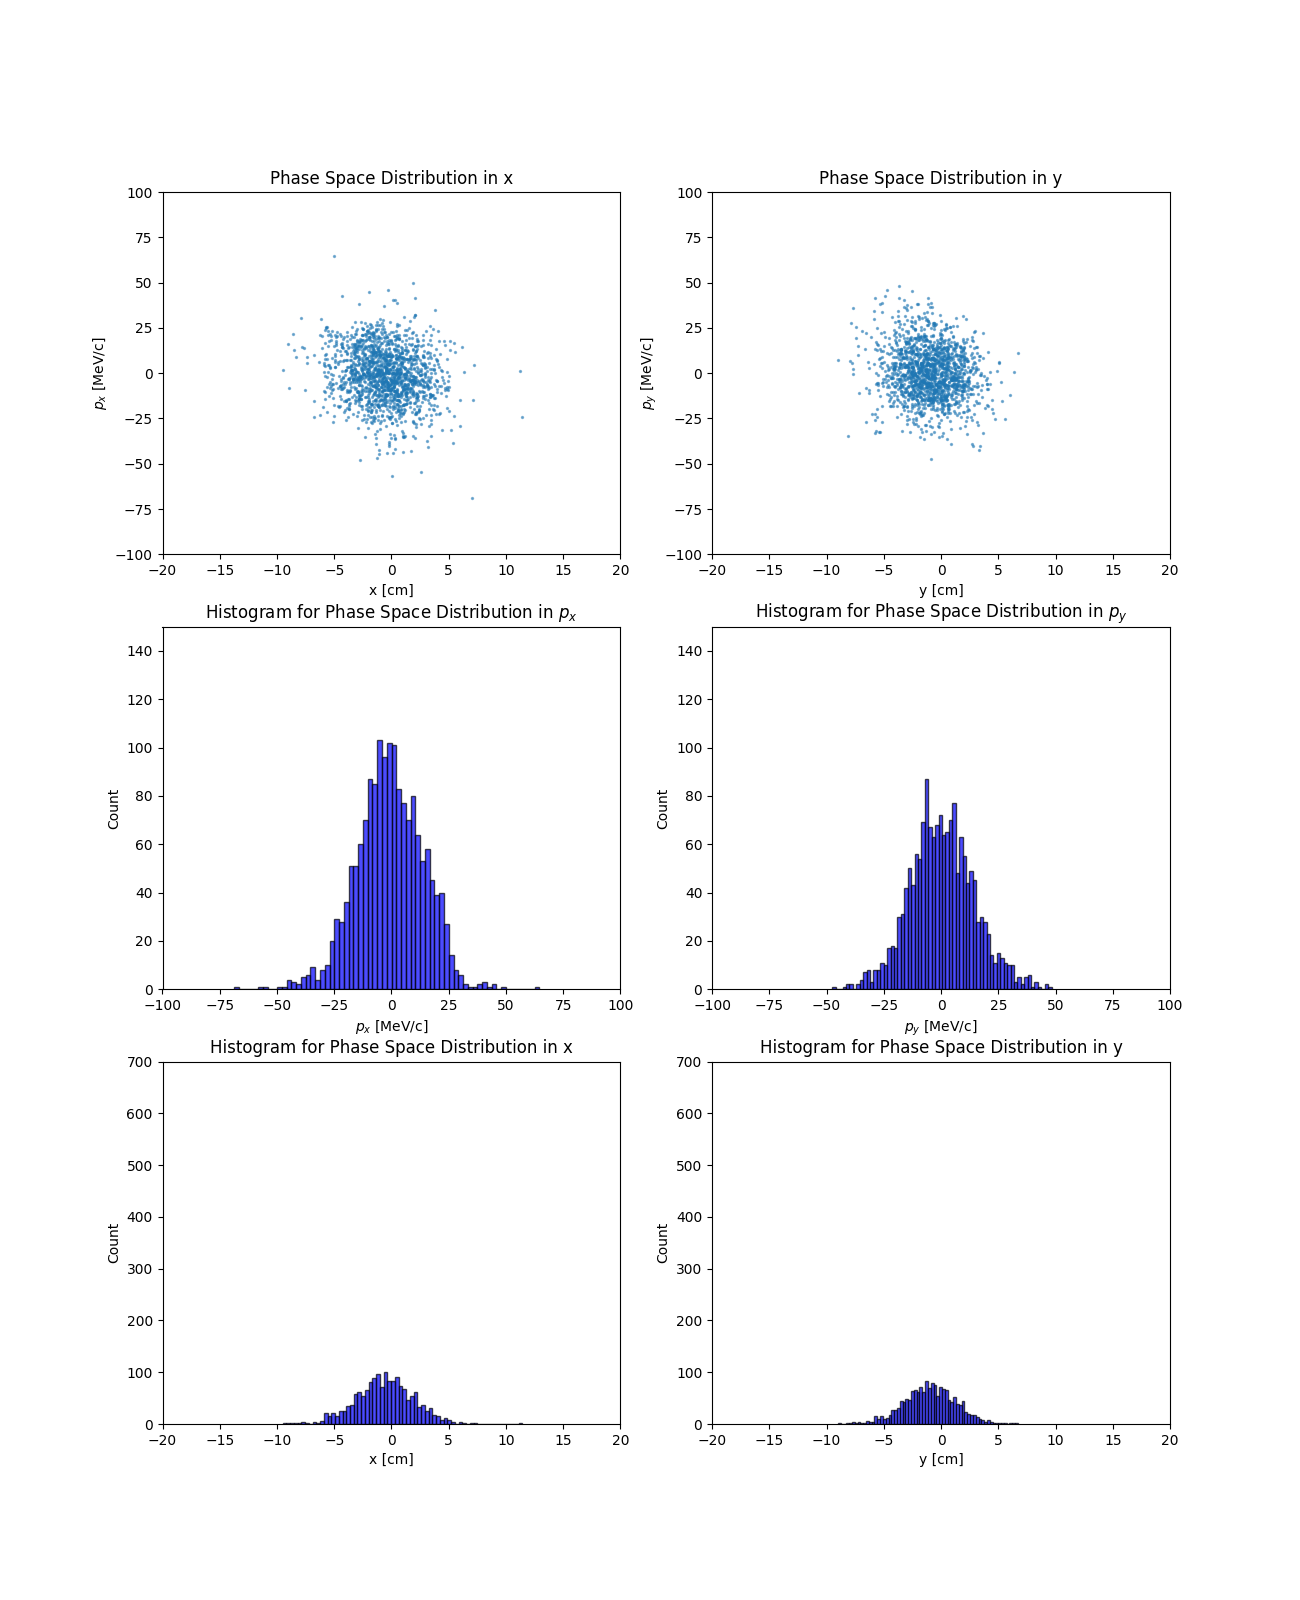 Phase Space Distribution in x
100
75
50
25
0
−25
−50
−75
−100
p_x [MeV/c]
−20 −15 −10 −5 0 5 10 15 20
x [cm]
Phase Space Distribution in y
100
75
50
25
0
−25
−50
−75
−100
p_y [MeV/c]
−20 −15 −10 −5 0 5 10 15 20
y [cm]
Histogram for Phase Space Distribution in p_x
140
120
100
80
60
40
20
0
Count
−100 −75 −50 −25 0 25 50 75 100
p_x [MeV/c]
Histogram for Phase Space Distribution in p_y
140
120
100
80
60
40
20
0
Count
−100 −75 −50 −25 0 25 50 75 100
p_y [MeV/c]
Histogram for Phase Space Distribution in x
700
600
500
400
300
200
100
0
Count
−20 −15 −10 −5 0 5 10 15 20
x [cm]
Histogram for Phase Space Distribution in y
700
600
500
400
300
200
100
0
Count
−20 −15 −10 −5 0 5 10 15 20
y [cm]